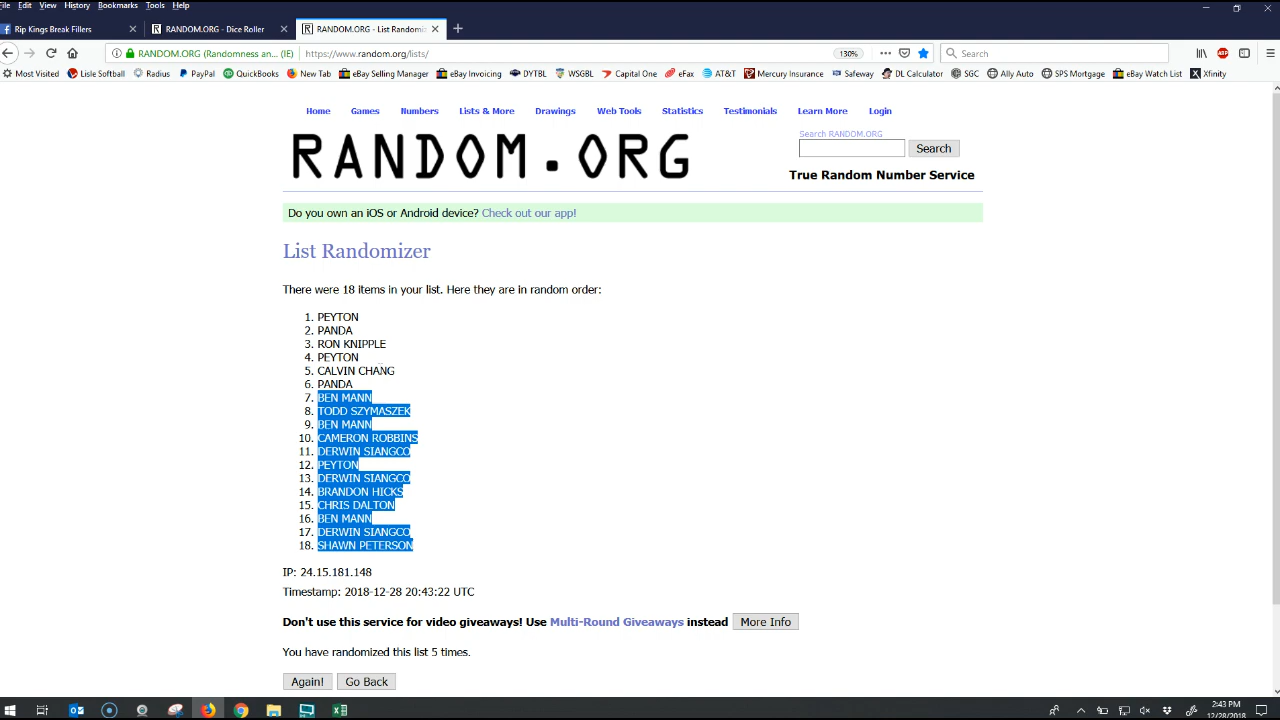 File Edit View History Bookmarks Tools Help
Rip Kings Break Fillers RANDOM.ORG - Dice Roller RANDOM.ORG - List Randomiz
RANDOM.ORG (Randomness an... (IE) https://www.random.org/lists/ 130% Search
Most Visited Lisle Softball Radius PayPal QuickBooks New Tab eBay Selling Manager eBay Invoicing DYTBL WSGBL Capital One eFax AT&T Mercury Insurance Safeway DL Calculator SGC Ally Auto SPS Mortgage eBay Watch List Xfinity
Home Games Numbers Lists & More Drawings Web Tools Statistics Testimonials Learn More Login
RANDOM.ORG
Search RANDOM.ORG
Search
True Random Number Service
Do you own an iOS or Android device? Check out our app!
List Randomizer
There were 18 items in your list. Here they are in random order:
1. PEYTON
2. PANDA
3. RON KNIPPLE
4. PEYTON
5. CALVIN CHANG
6. PANDA
7. BEN MANN
8. TODD SZYMASZEK
9. BEN MANN
10. CAMERON ROBBINS
11. DERWIN SIANGCO
12. PEYTON
13. DERWIN SIANGCO
14. BRANDON HICKS
15. CHRIS DALTON
16. BEN MANN
17. DERWIN SIANGCO
18. SHAWN PETERSON
IP: 24.15.181.148
Timestamp: 2018-12-28 20:43:22 UTC
Don't use this service for video giveaways! Use Multi-Round Giveaways instead More Info
You have randomized this list 5 times.
Again! Go Back
2:43 PM
12/28/2018